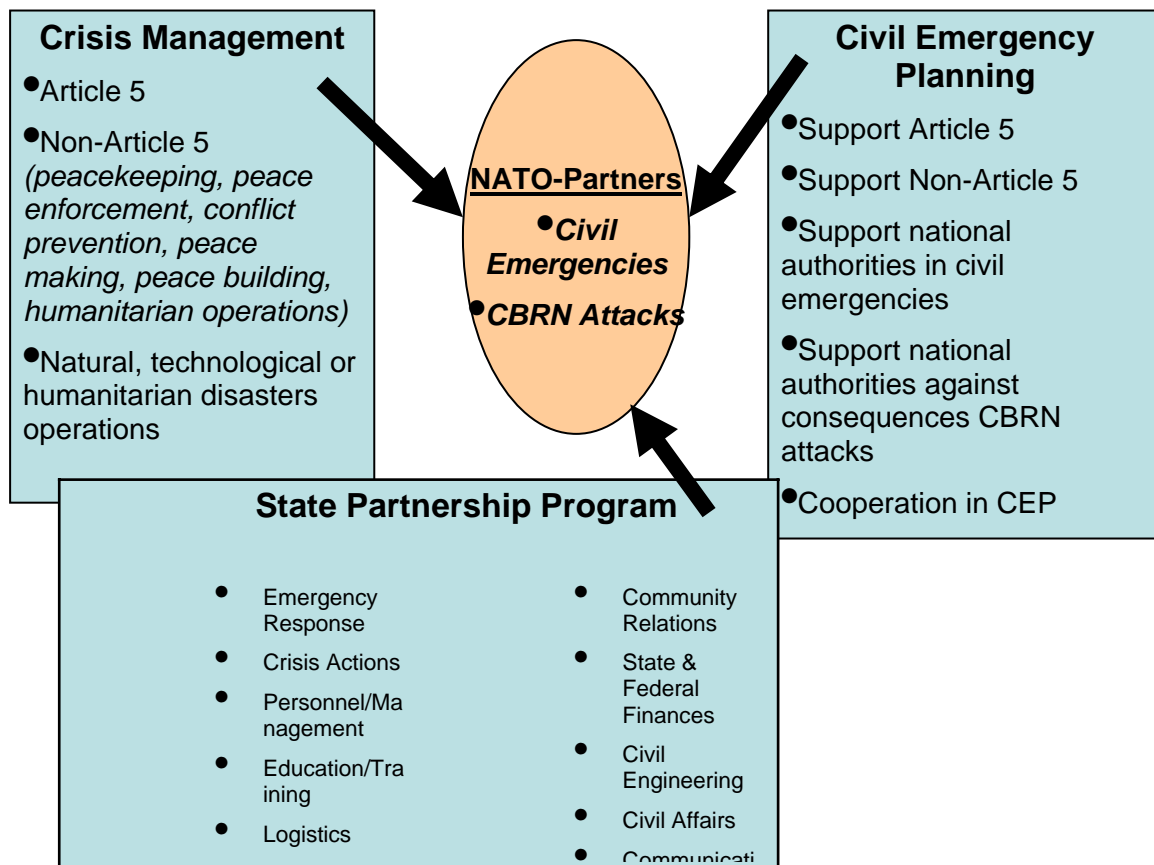 Crisis Management
●Article 5
●Non-Article 5
(peacekeeping, peace
enforcement, conflict
prevention, peace
making, peace building,
humanitarian operations)
●Natural, technological or
humanitarian disasters
operations
NATO-Partners
●Civil
Emergencies
●CBRN Attacks
Civil Emergency
Planning
●Support Article 5
●Support Non-Article 5
●Support national
authorities in civil
emergencies
●Support national
authorities against
consequences CBRN
attacks
●Cooperation in CEP
State Partnership Program
● Emergency
Response
● Crisis Actions
● Personnel/Ma
nagement
● Education/Tra
ining
● Logistics
● Community
Relations
● State &
Federal
Finances
● Civil
Engineering
● Civil Affairs
● Communicati